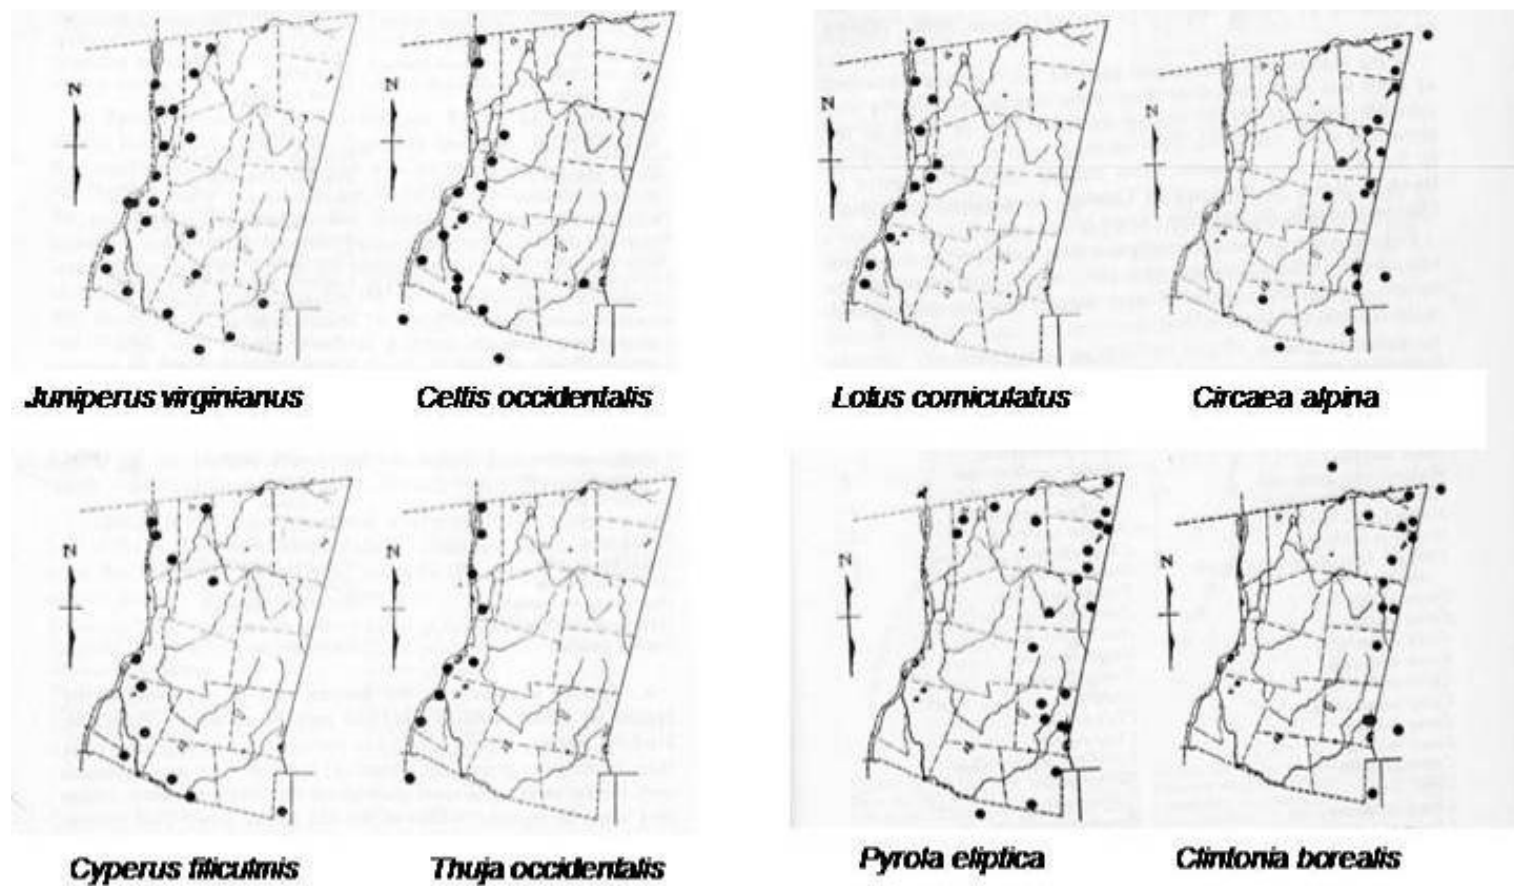 N
N
N
N
Juniperus virginianus
Celtis occidentalis
Lotus corniculatus
Circaea alpina
N
N
N
N
Cyperus filiculmis
Thuja occidentalis
Pyrola eliptica
Clintonia borealis